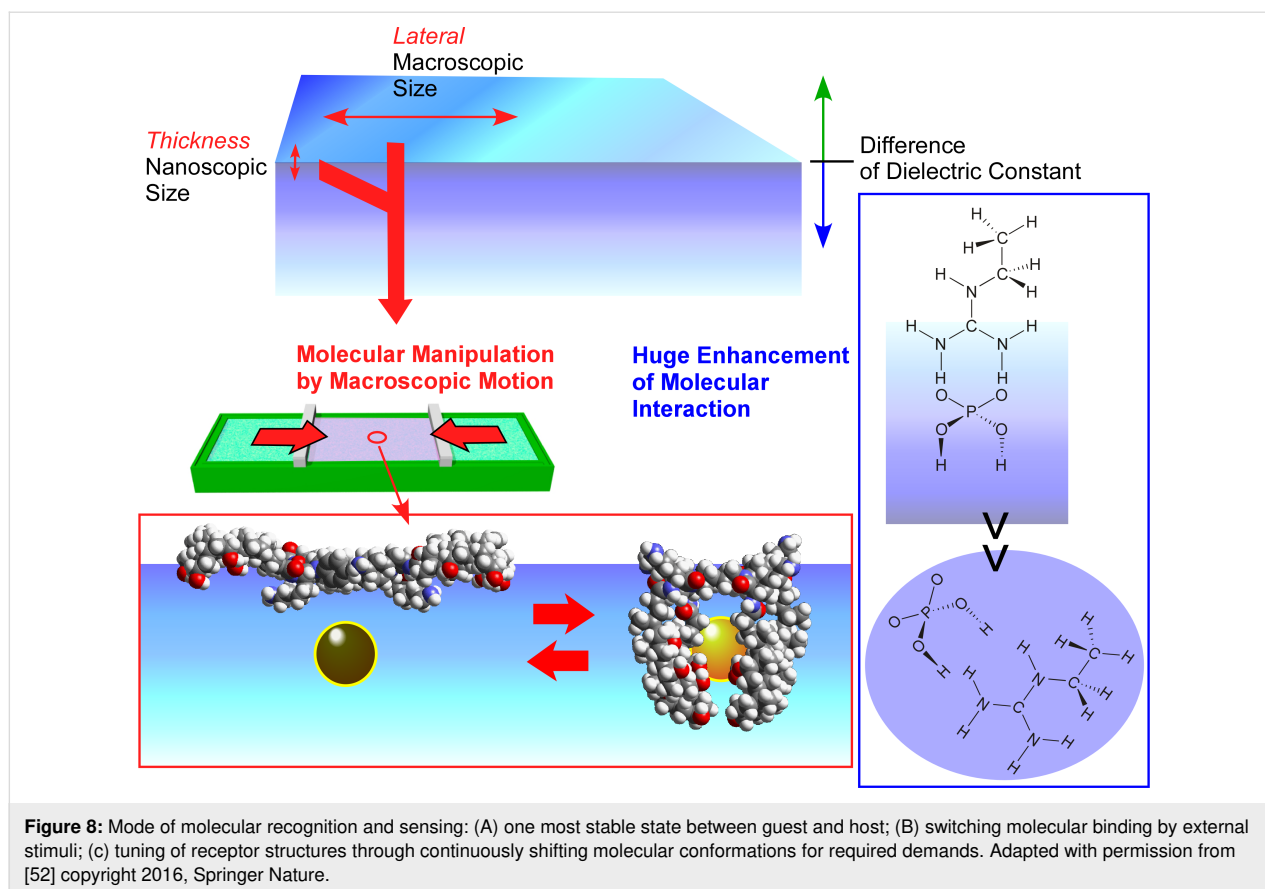 Lateral
Macroscopic
Size
Thickness
Nanoscopic
Size
Difference
of Dielectric Constant
Molecular Manipulation
by Macroscopic Motion
Huge Enhancement
of Molecular
Interaction
H
H
C
H
H
H
C
N
H
H
C
H
N
N
H
H
O
O
P
O
O
H
H
>
>
O
O
P
O
H
O
H
H
H
C
H
H
N
C
H
H
N
C
H
H
N
H
H
Figure 8: Mode of molecular recognition and sensing: (A) one most stable state between guest and host; (B) switching molecular binding by external
stimuli; (c) tuning of receptor structures through continuously shifting molecular conformations for required demands. Adapted with permission from
[52] copyright 2016, Springer Nature.